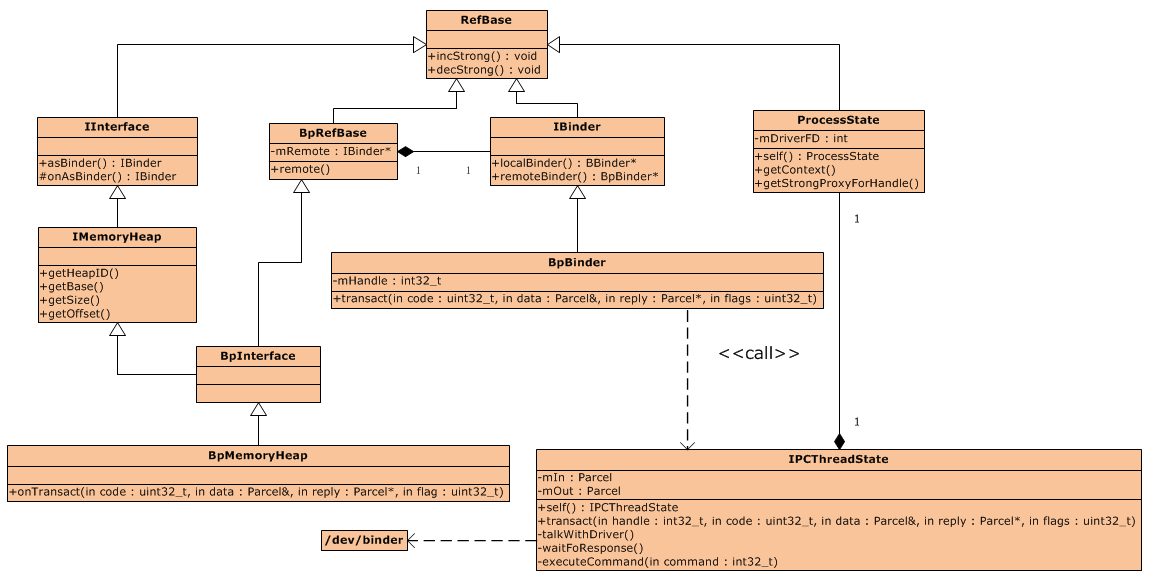 RefBase
+incStrong() : void
+decStrong() : void
IInterface
+asBinder() : IBinder
#onAsBinder() : IBinder
BpRefBase
-mRemote : IBinder*
+remote()
1
1
IBinder
+localBinder() : BBinder*
+remoteBinder() : BpBinder*
ProcessState
-mDriverFD : int
+self() : ProcessState
+getContext()
+getStrongProxyForHandle()
1
IMemoryHeap
+getHeapID()
+getBase()
+getSize()
+getOffset()
BpBinder
-mHandle : int32_t
+transact(in code : uint32_t, in data : Parcel&, in reply : Parcel*, in flags : uint32_t)
<<call>>
BpInterface
1
BpMemoryHeap
+onTransact(in code : uint32_t, in data : Parcel&, in reply : Parcel*, in flag : uint32_t)
IPCThreadState
-mIn : Parcel
-mOut : Parcel
+self() : IPCThreadState
+transact(in handle : int32_t, in code : uint32_t, in data : Parcel&, in reply : Parcel*, in flags : uint32_t)
-talkWithDriver()
-waitFoResponse()
-executeCommand(in command : int32_t)
/dev/binder